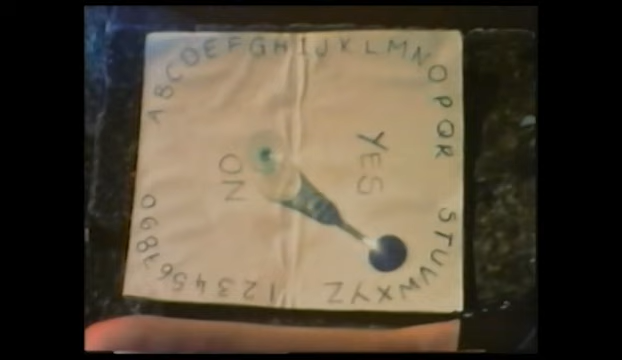 ABCDEFGHIJKLMNOPQR
STUVWXYZ
1234567890
YES
NO